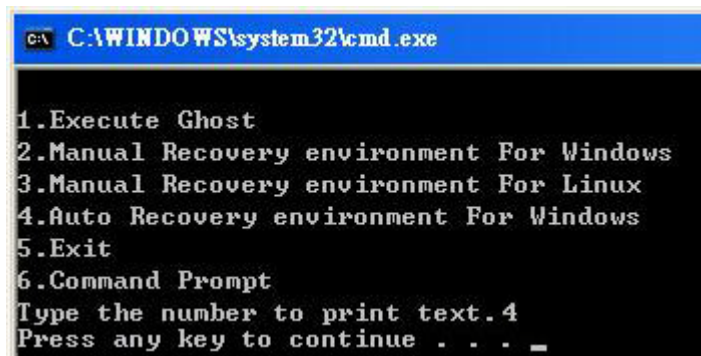 C:\WINDOWS\system32\cmd.exe
1.Execute Ghost
2.Manual Recovery environment For Windows
3.Manual Recovery environment For Linux
4.Auto Recovery environment For Windows
5.Exit
6.Command Prompt
Type the number to print text.4
Press any key to continue . . . _